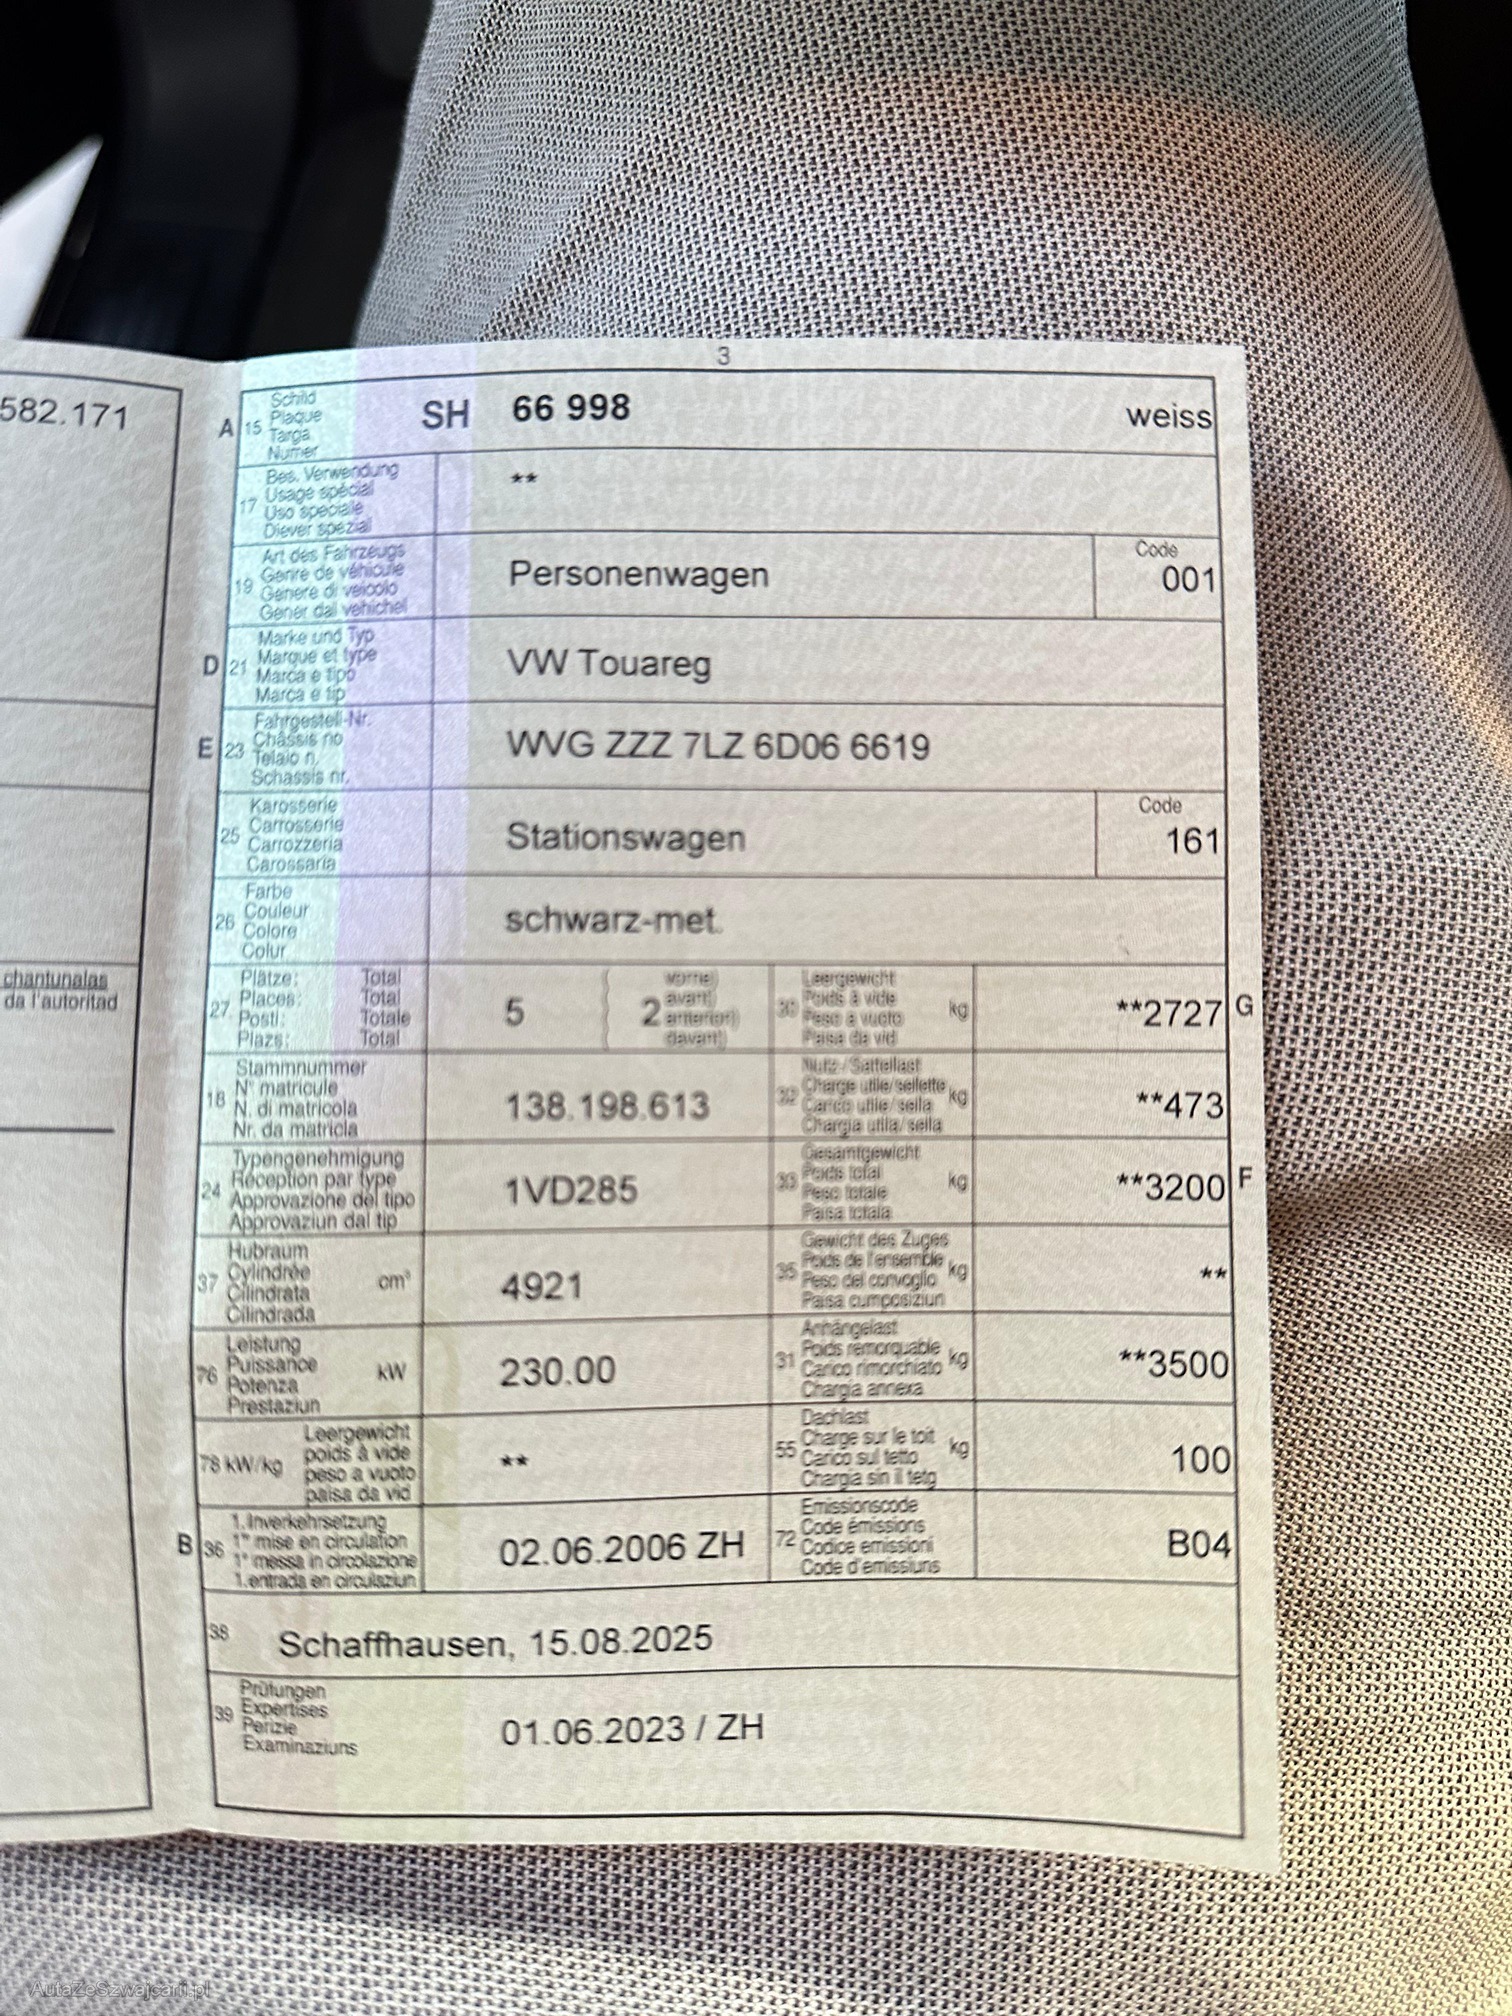 3
582.171
A 15 Schild
Plaque
Targa
Numer
SH 66 998 weiss
17 Bes. Verwendung
Usage spécial
Uso speciale
Diever spezial
**
19 Art des Fahrzeugs
Genre de véhicule
Genere di veicolo
Gener dal vehichel
Personenwagen
Code
001
D 21 Marke und Typ
Marque et type
Marca e tipo
Marca e tip
VW Touareg
E 23 Fahrgestell-Nr.
Châssis no
Telaio n.
Schassis nr.
WVG ZZZ 7LZ 6D06 6619
25 Karosserie
Carrosserie
Carrozzeria
Carossaria
Stationswagen
Code
161
26 Farbe
Couleur
Colore
Colur
schwarz-met.
chantunalas
da l'autoritad
27 Plätze: Total
Places: Total
Posti: Totale
Plazs: Total
5
2
vorne)
avant)
anteriori)
davant)
30 Leergewicht
Poids à vide
Peso a vuoto
Paisa da vid
kg
**2727 G
18 Stammnummer
N° matricule
N. di matricola
Nr. da matricla
138.198.613
32 Nutz-/Sattellast
Charge utile/sellette
Carico utile/sella
Chargia utila/sella
kg
**473
24 Typengenehmigung
Réception par type
Approvazione del tipo
Approvaziun dal tip
1VD285
33 Gesamtgewicht
Poids total
Peso totale
Paisa totala
kg
**3200 F
37 Hubraum
Cylindrée
Cilindrata
Cilindrada
cm³
4921
35 Gewicht des Zuges
Poids de l'ensemble
Peso del convoglio
Paisa cumposiziun
kg
**
76 Leistung
Puissance
Potenza
Prestaziun
kW
230.00
31 Anhängelast
Poids remorquable
Carico rimorchiato
Chargia annexa
kg
**3500
78 kW/kg
Leergewicht
poids à vide
peso a vuoto
paisa da vid
**
55 Dachlast
Charge sur le toit
Carico sul tetto
Chargia sin il tetg
kg
100
B 36 1. Inverkehrsetzung
1re mise en circulation
1a messa in circolazione
1. entrada en circulaziun
02.06.2006 ZH
72 Emissionscode
Code émissions
Codice emissioni
Code d'emissiuns
B04
38 Schaffhausen, 15.08.2025
39 Prüfungen
Expertises
Perizie
Examinaziuns
01.06.2023 / ZH
AutaZeSzwajcarii.pl